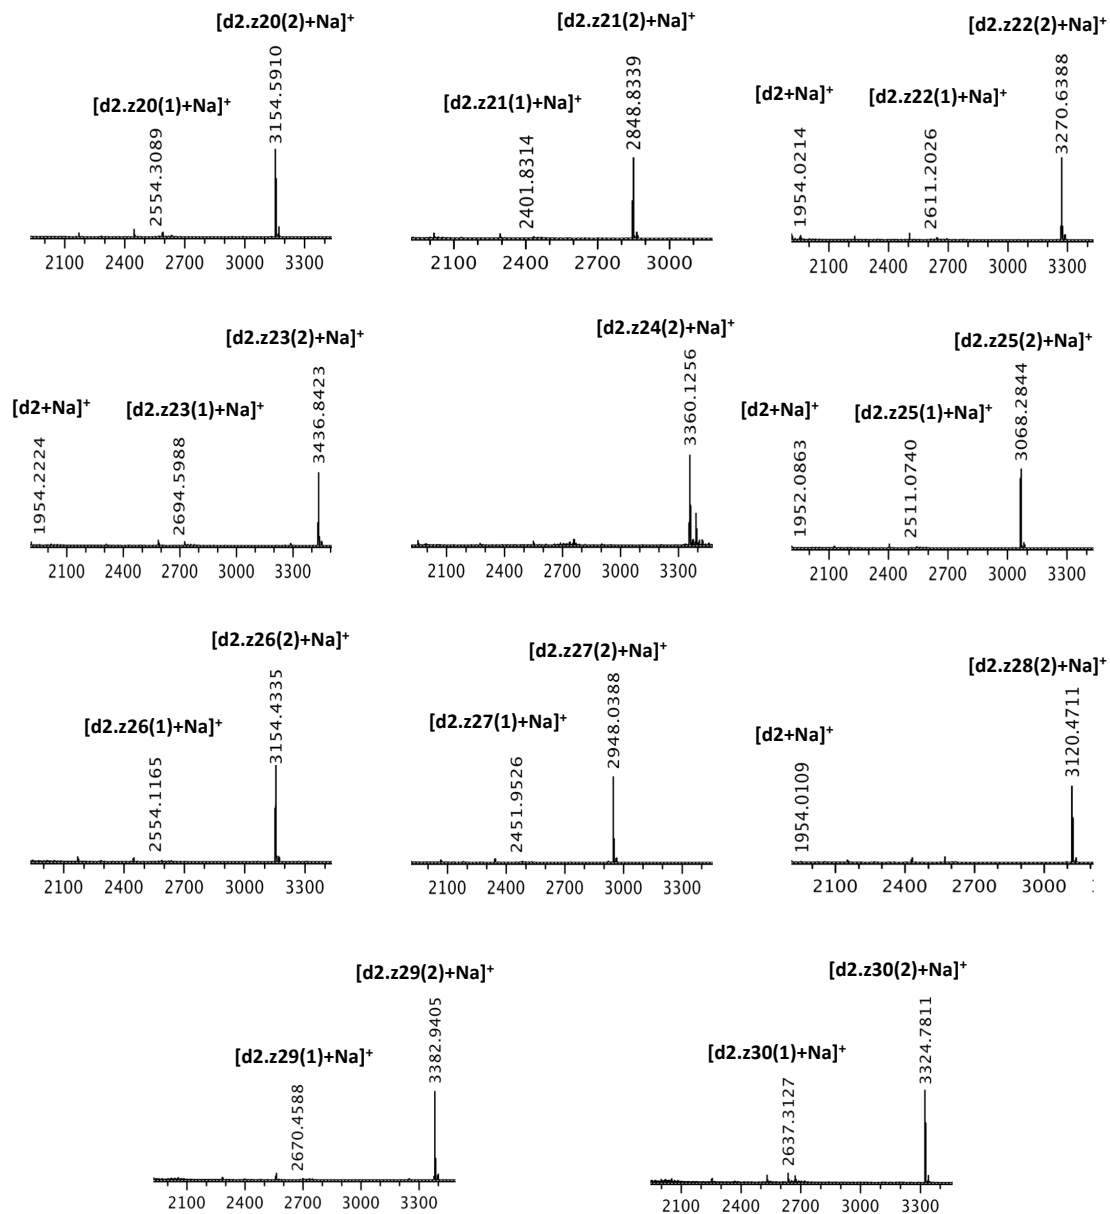 [d2.z20(2)+Na]⁺
[d2.z20(1)+Na]⁺
2554.3089
3154.5910
2100 2400 2700 3000 3300
[d2.z21(2)+Na]⁺
[d2.z21(1)+Na]⁺
2401.8314
2848.8339
2100 2400 2700 3000
[d2.z22(2)+Na]⁺
[d2+Na]⁺ [d2.z22(1)+Na]⁺
1954.0214
2611.2026
3270.6388
2100 2400 2700 3000 3300
[d2.z23(2)+Na]⁺
[d2+Na]⁺ [d2.z23(1)+Na]⁺
1954.2224
2694.5988
3436.8423
2100 2400 2700 3000 3300
[d2.z24(2)+Na]⁺
3360.1256
2100 2400 2700 3000 3300
[d2.z25(2)+Na]⁺
[d2+Na]⁺ [d2.z25(1)+Na]⁺
1952.0863
2511.0740
3068.2844
2100 2400 2700 3000 3300
[d2.z26(2)+Na]⁺
[d2.z26(1)+Na]⁺
2554.1165
3154.4335
2100 2400 2700 3000 3300
[d2.z27(2)+Na]⁺
[d2.z27(1)+Na]⁺
2451.9526
2948.0388
2100 2400 2700 3000 3300
[d2.z28(2)+Na]⁺
[d2+Na]⁺
1954.0109
3120.4711
2100 2400 2700 3000
[d2.z29(2)+Na]⁺
[d2.z29(1)+Na]⁺
2670.4588
3382.9405
2100 2400 2700 3000 3300
[d2.z30(2)+Na]⁺
[d2.z30(1)+Na]⁺
2637.3127
3324.7811
2100 2400 2700 3000 3300